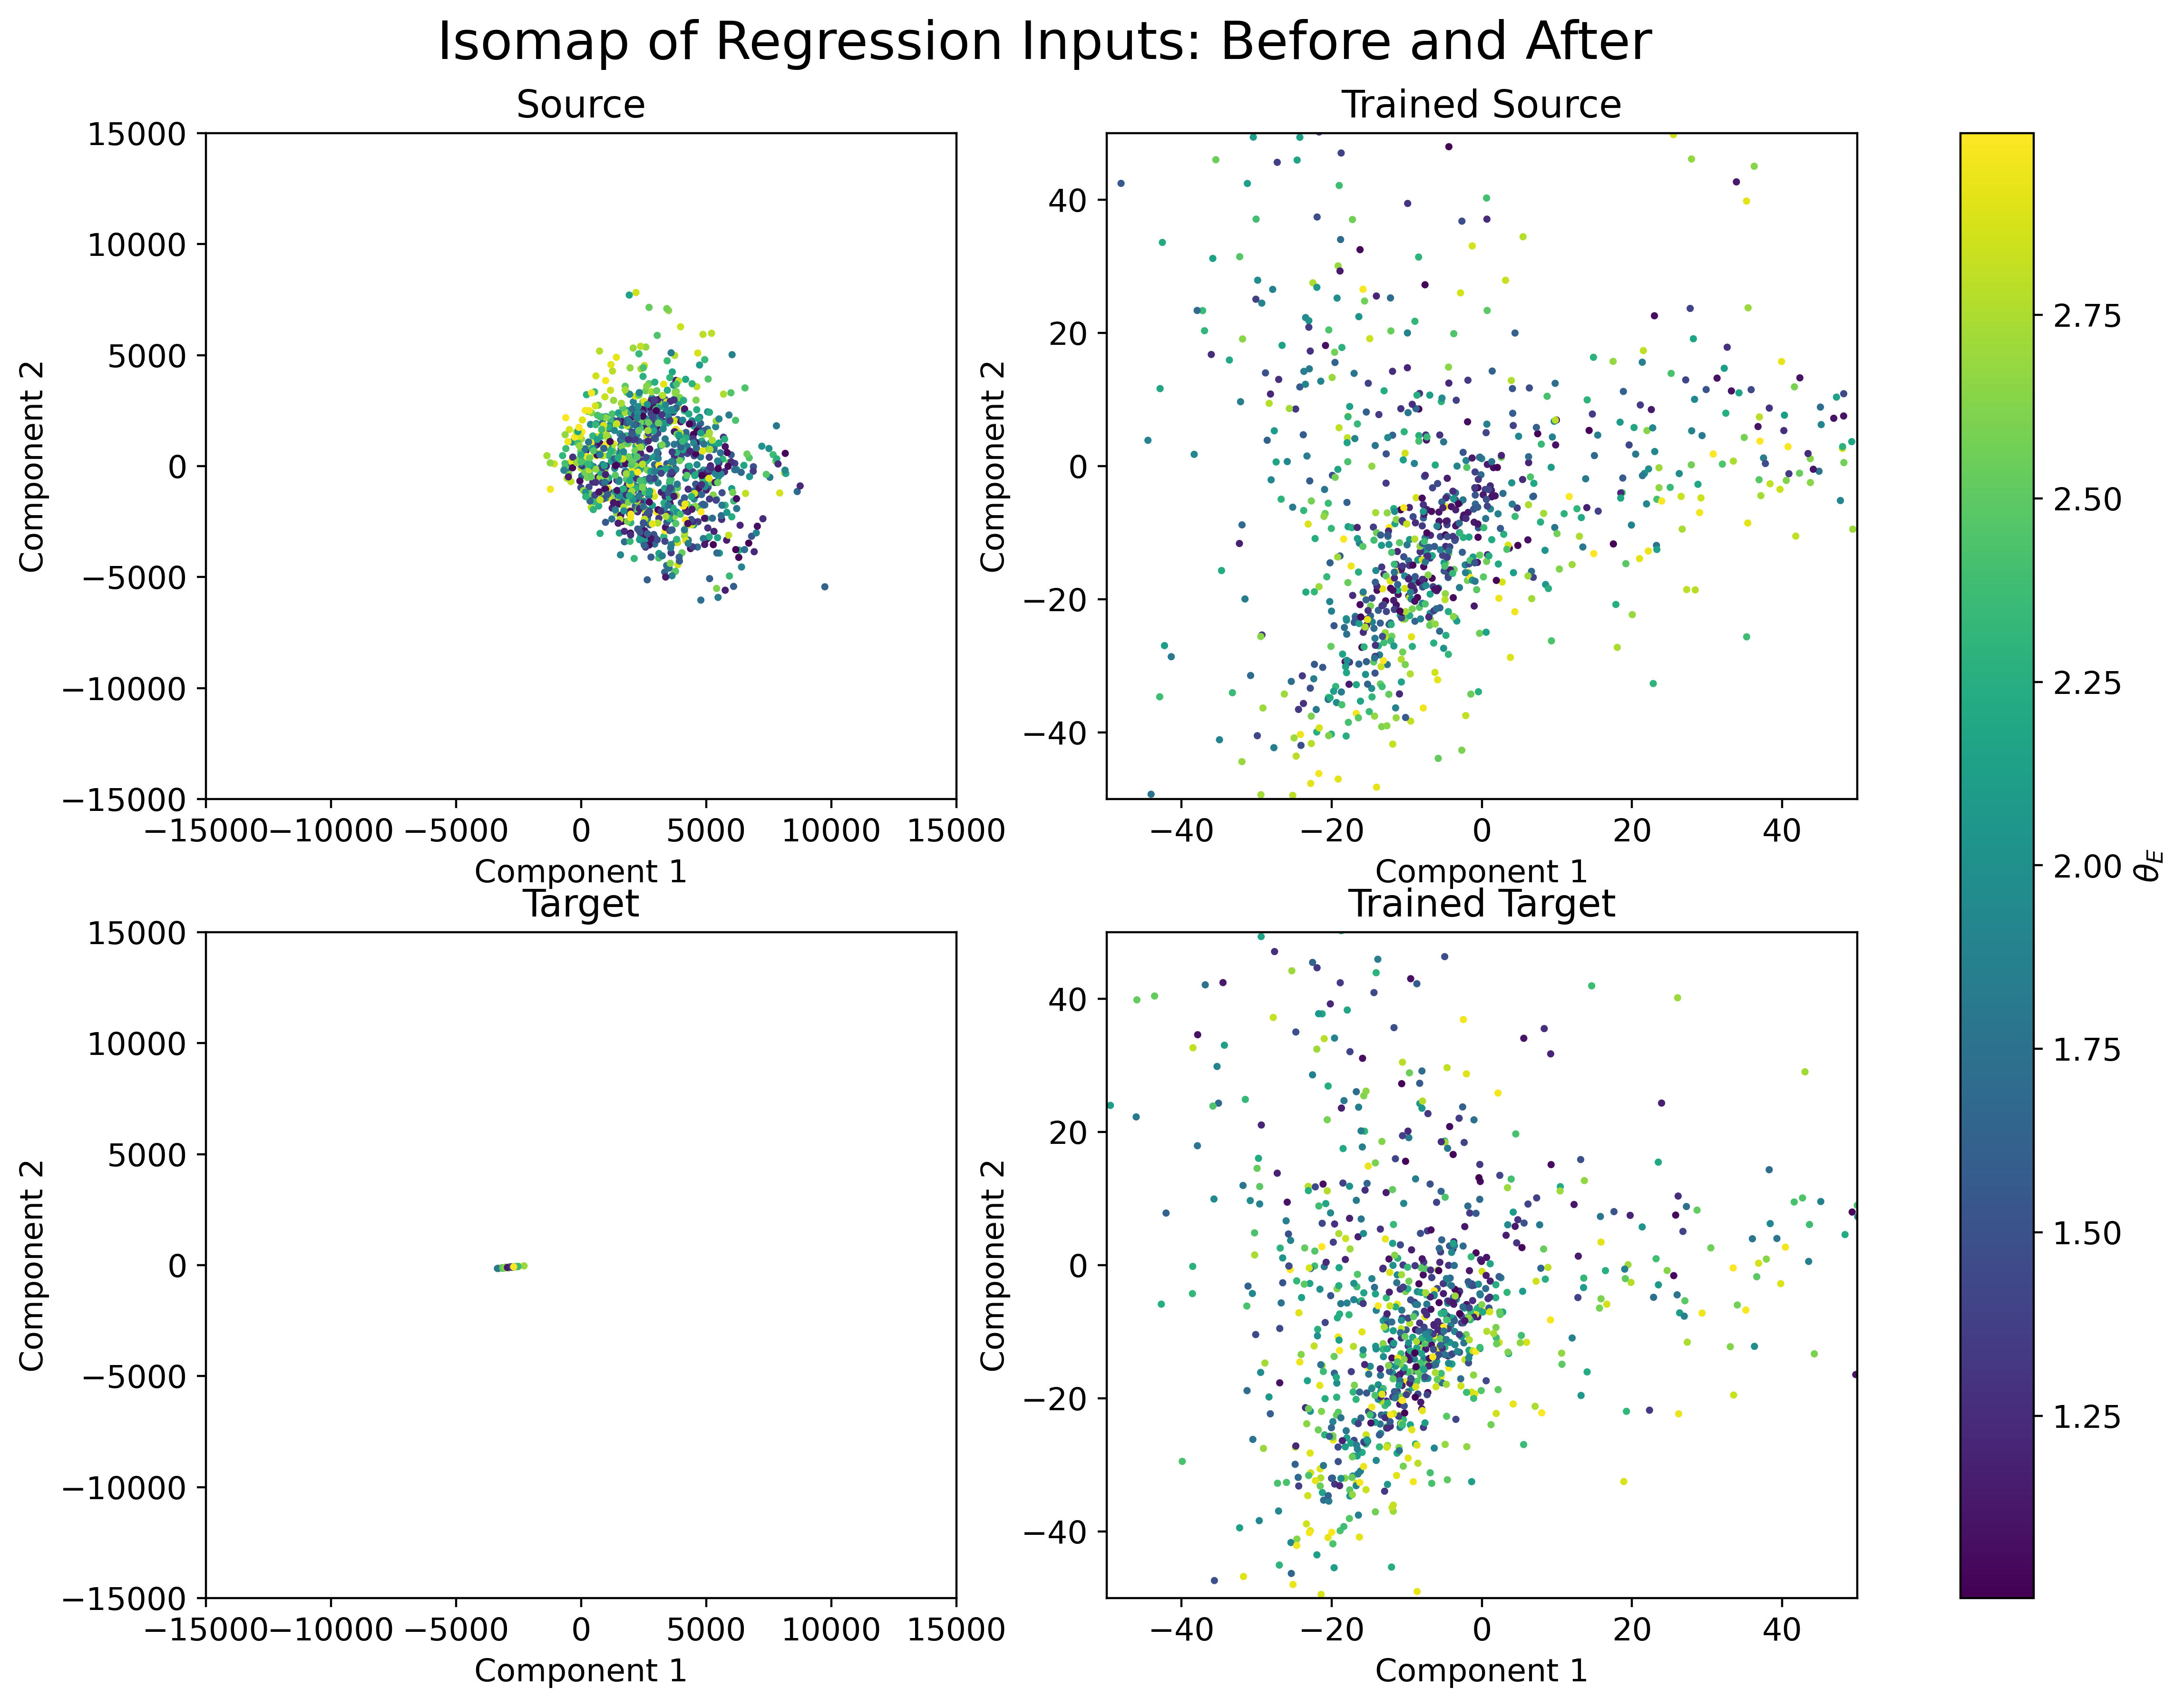 Isomap of Regression Inputs: Before and After
Source
15000
10000
5000
0
−5000
−10000
−15000
Component 2
−15000 −10000 −5000 0 5000 10000 15000
Component 1
Trained Source
40
20
0
−20
−40
Component 2
−40 −20 0 20 40
Component 1
Target
15000
10000
5000
0
−5000
−10000
−15000
Component 2
−15000 −10000 −5000 0 5000 10000 15000
Component 1
Trained Target
40
20
0
−20
−40
Component 2
−40 −20 0 20 40
Component 1
2.75
2.50
2.25
2.00
1.75
1.50
1.25
θE